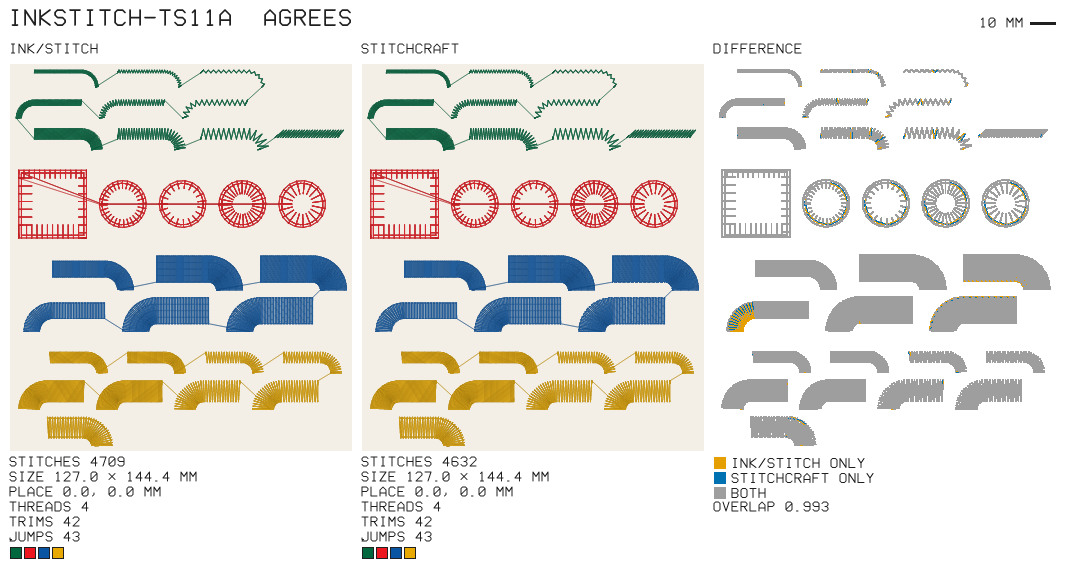 INKSTITCH-TS11A AGREES
10 MM
INK/STITCH
STITCHCRAFT
DIFFERENCE
STITCHES 4709
SIZE 127.0 × 144.4 MM
PLACE 0.0, 0.0 MM
THREADS 4
TRIMS 42
JUMPS 43
STITCHES 4632
SIZE 127.0 × 144.4 MM
PLACE 0.0, 0.0 MM
THREADS 4
TRIMS 42
JUMPS 43
INK/STITCH ONLY
STITCHCRAFT ONLY
BOTH
OVERLAP 0.993